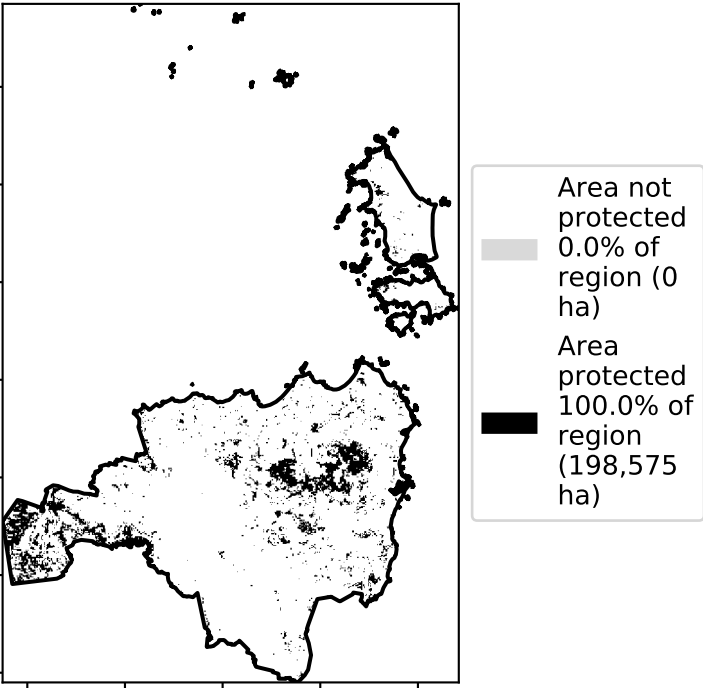 Area not
protected
0.0% of
region (0
ha)
Area
protected
100.0% of
region
(198,575
ha)